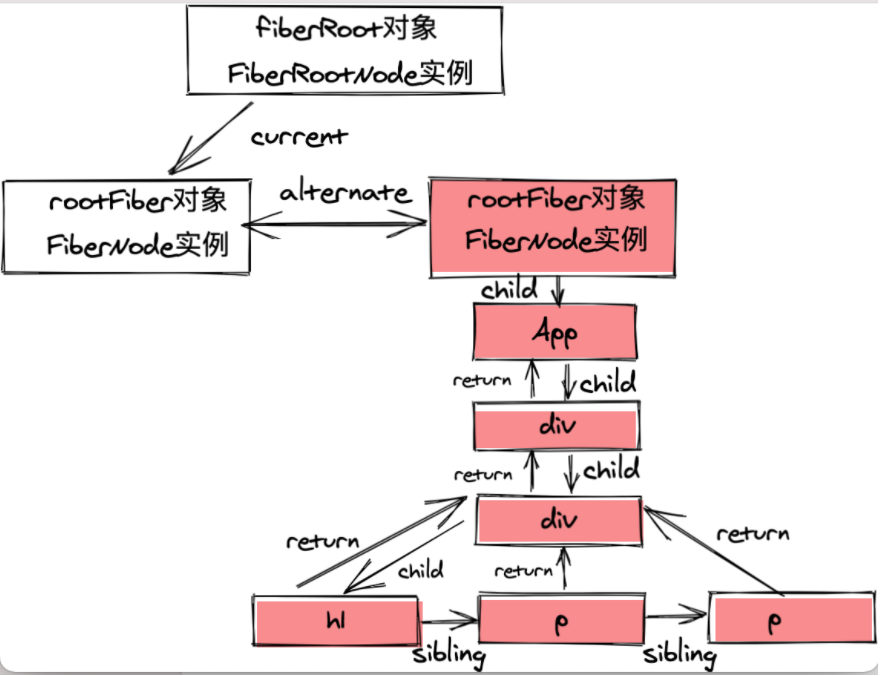 fiberRoot对象
FiberRootNode实例
current
rootFiber对象
FiberNode实例
alternate
rootFiber对象
FiberNode实例
child
App
return
child
div
return
child
div
return
child
return
return
h1
sibling
p
sibling
p